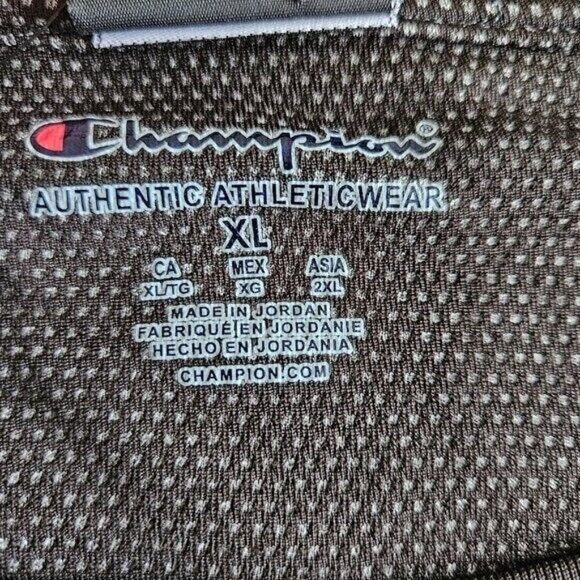 Champion®
AUTHENTIC ATHLETICWEAR
XL
CA MEX ASIA
XL/TG XG 2XL
MADE IN JORDAN
FABRIQUÉ EN JORDANIE
HECHO EN JORDANIA
CHAMPION.COM